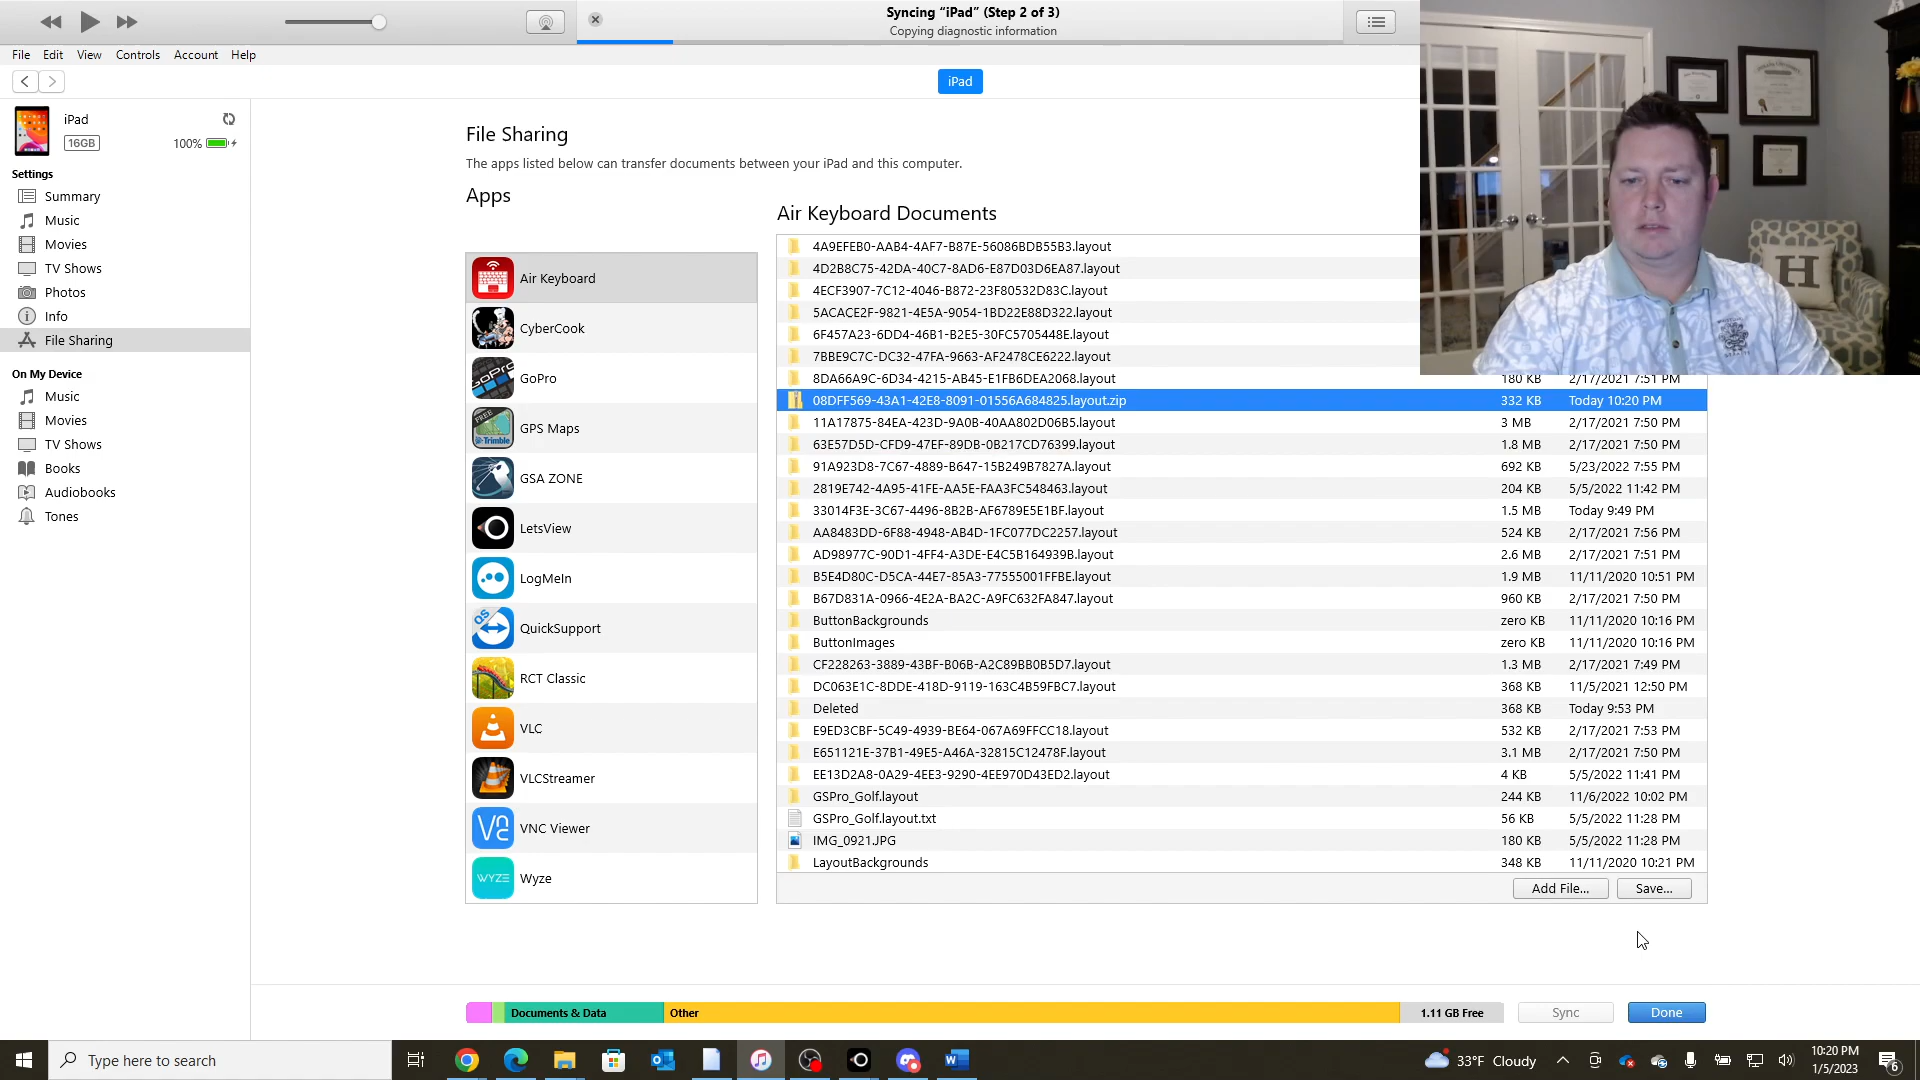 Syncing “iPad” (Step 2 of 3)
Copying diagnostic information
File Edit View Controls Account Help
iPad
iPad
16GB
100%
Settings
Summary
Music
Movies
TV Shows
Photos
Info
File Sharing
On My Device
Music
Movies
TV Shows
Books
Audiobooks
Tones
File Sharing
The apps listed below can transfer documents between your iPad and this computer.
Apps
Air Keyboard
CyberCook
GoPro
FREE
Trimble
GPS Maps
GSA ZONE
LetsView
LogMeIn
QS
QuickSupport
RCT Classic
VLC
VLCStreamer
VNC Viewer
WYZE
Wyze
Air Keyboard Documents
4A9EFEB0-AAB4-4AF7-B87E-56086BDB55B3.layout
4D2B8C75-42DA-40C7-8AD6-E87D03D6EA87.layout
4ECF3907-7C12-4046-B872-23F80532D83C.layout
5ACACE2F-9821-4E5A-9054-1BD22E88D322.layout
6F457A23-6DD4-46B1-B2E5-30FC5705448E.layout
7BBE9C7C-DC32-47FA-9663-AF2478CE6222.layout
8DA66A9C-6D34-4215-AB45-E1FB6DEA2068.layout 180 KB 2/17/2021 7:51 PM
08DFF569-43A1-42E8-8091-01556A684825.layout.zip 332 KB Today 10:20 PM
11A17875-84EA-423D-9A0B-40AA802D06B5.layout 3 MB 2/17/2021 7:50 PM
63E57D5D-CFD9-47EF-89DB-0B217CD76399.layout 1.8 MB 2/17/2021 7:50 PM
91A923D8-7C67-4889-B647-15B249B7827A.layout 692 KB 5/23/2022 7:55 PM
2819E742-4A95-41FE-AA5E-FAA3FC548463.layout 204 KB 5/5/2022 11:42 PM
33014F3E-3C67-4496-8B2B-AF6789E5E1BF.layout 1.5 MB Today 9:49 PM
AA8483DD-6F88-4948-AB4D-1FC077DC2257.layout 524 KB 2/17/2021 7:56 PM
AD98977C-90D1-4FF4-A3DE-E4C5B164939B.layout 2.6 MB 2/17/2021 7:51 PM
B5E4D80C-D5CA-44E7-85A3-77555001FFBE.layout 1.9 MB 11/11/2020 10:51 PM
B67D831A-0966-4E2A-BA2C-A9FC632FA847.layout 960 KB 2/17/2021 7:50 PM
ButtonBackgrounds zero KB 11/11/2020 10:16 PM
ButtonImages zero KB 11/11/2020 10:16 PM
CF228263-3889-43BF-B06B-A2C89BB0B5D7.layout 1.3 MB 2/17/2021 7:49 PM
DC063E1C-8DDE-418D-9119-163C4B59FBC7.layout 368 KB 11/5/2021 12:50 PM
Deleted 368 KB Today 9:53 PM
E9ED3CBF-5C49-4939-BE64-067A69FFCC18.layout 532 KB 2/17/2021 7:53 PM
E651121E-37B1-49E5-A46A-32815C12478F.layout 3.1 MB 2/17/2021 7:50 PM
EE13D2A8-0A29-4EE3-9290-4EE970D43ED2.layout 4 KB 5/5/2022 11:41 PM
GSPro_Golf.layout 244 KB 11/6/2022 10:02 PM
GSPro_Golf.layout.txt 56 KB 5/5/2022 11:28 PM
IMG_0921.JPG 180 KB 5/5/2022 11:28 PM
LayoutBackgrounds 348 KB 11/11/2020 10:21 PM
Add File... Save...
H
Documents & Data Other 1.11 GB Free Sync Done
Type here to search
33°F Cloudy
10:20 PM
1/5/2023
6